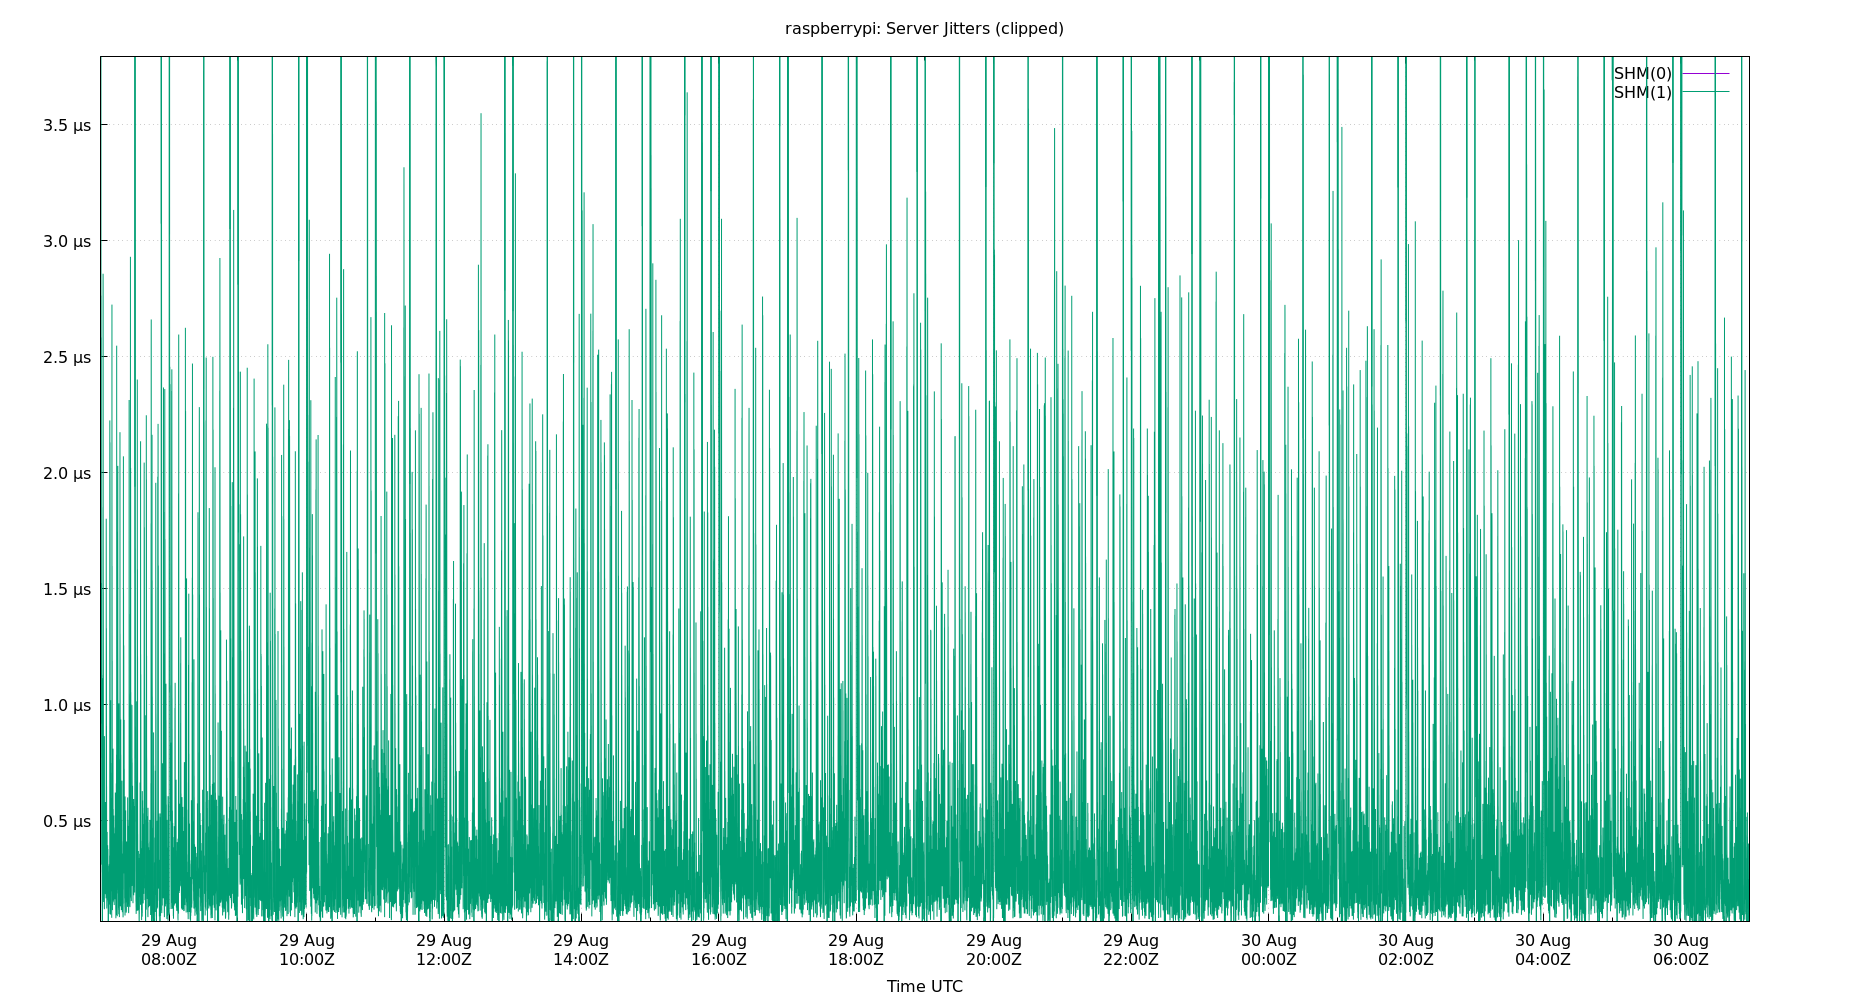 raspberrypi: Server Jitters (clipped)
SHM(0)
SHM(1)
3.5 µs
3.0 µs
2.5 µs
2.0 µs
1.5 µs
1.0 µs
0.5 µs
29 Aug 29 Aug 29 Aug 29 Aug 29 Aug 29 Aug 29 Aug 29 Aug 30 Aug 30 Aug 30 Aug 30 Aug
08:00Z 10:00Z 12:00Z 14:00Z 16:00Z 18:00Z 20:00Z 22:00Z 00:00Z 02:00Z 04:00Z 06:00Z
Time UTC